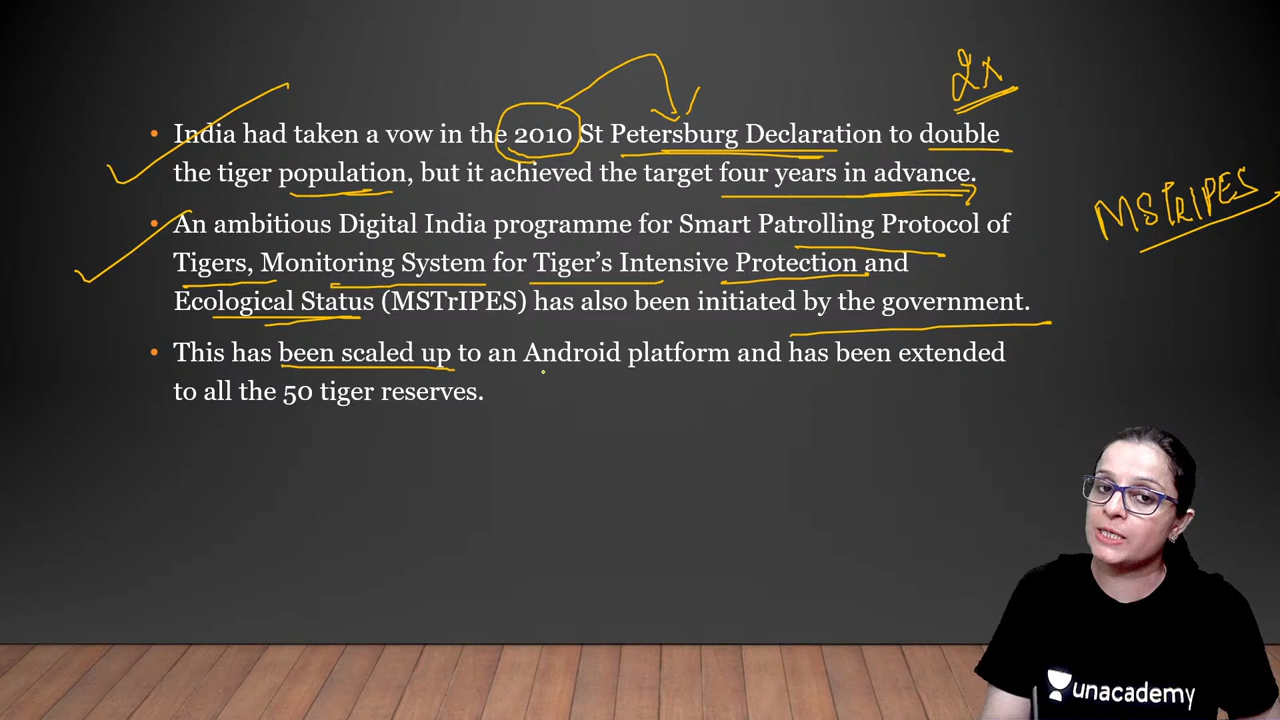 2x
• India had taken a vow in the 2010 St Petersburg Declaration to double
the tiger population, but it achieved the target four years in advance.
MSTrIPES
• An ambitious Digital India programme for Smart Patrolling Protocol of
Tigers, Monitoring System for Tiger's Intensive Protection and
Ecological Status (MSTrIPES) has also been initiated by the government.
• This has been scaled up to an Android platform and has been extended
to all the 50 tiger reserves.
unacademy